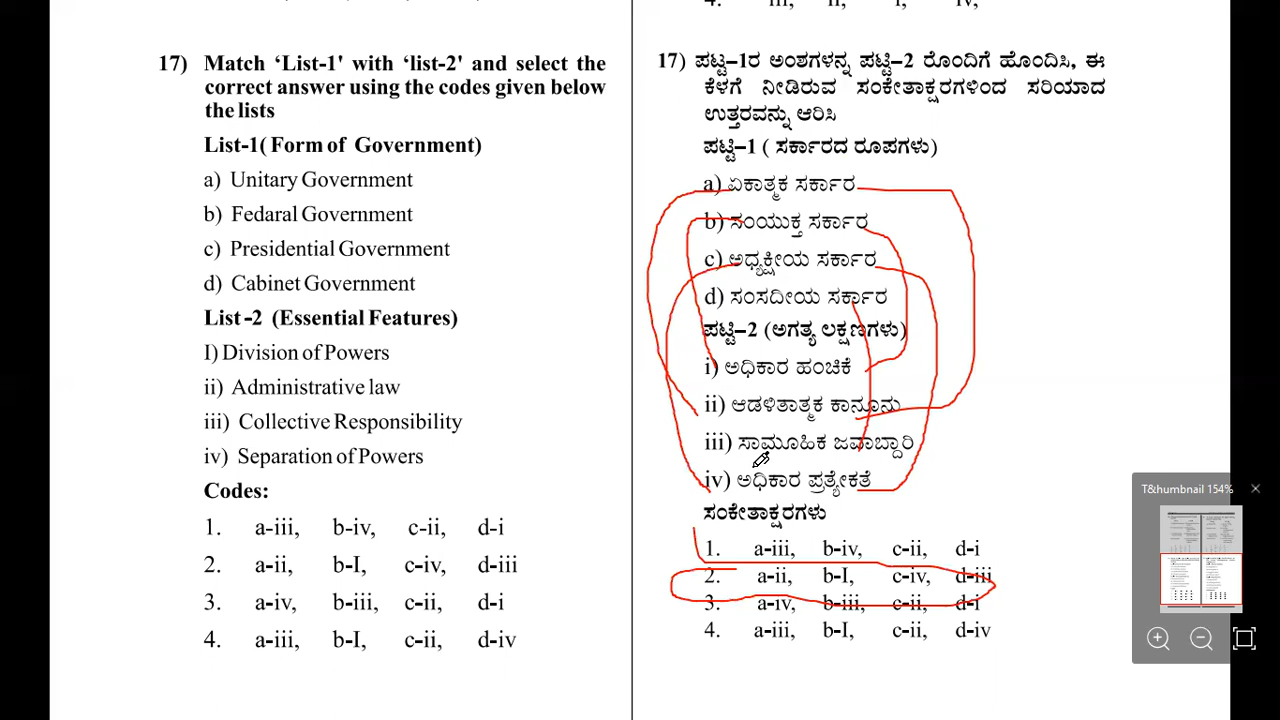 17) Match ‘List-1' with ‘list-2' and select the
correct answer using the codes given below
the lists
List-1( Form of Government)
a) Unitary Government
b) Fedaral Government
c) Presidential Government
d) Cabinet Government
List-2 (Essential Features)
I) Division of Powers
ii) Administrative law
iii) Collective Responsibility
iv) Separation of Powers
Codes:
1. a-iii, b-iv, c-ii, d-i
2. a-ii, b-I, c-iv, d-iii
3. a-iv, b-iii, c-ii, d-i
4. a-iii, b-I, c-ii, d-iv
4. iii, ii, i, iv,
17) ಪಟ್ಟಿ-1ರ ಅಂಶಗಳನ್ನ ಪಟ್ಟಿ-2 ರೊಂದಿಗೆ ಹೊಂದಿಸಿ, ಈ
ಕೆಳಗೆ ನೀಡಿರುವ ಸಂಕೇತಾಕ್ಷರಗಳಿಂದ ಸರಿಯಾದ
ಉತ್ತರವನ್ನು ಆರಿಸಿ
ಪಟ್ಟಿ-1 ( ಸರ್ಕಾರದ ರೂಪಗಳು)
a) ಏಕಾತ್ಮಕ ಸರ್ಕಾರ
b) ಸಂಯುಕ್ತ ಸರ್ಕಾರ
c) ಅಧ್ಯಕ್ಷೀಯ ಸರ್ಕಾರ
d) ಸಂಸದೀಯ ಸರ್ಕಾರ
ಪಟ್ಟಿ-2 (ಅಗತ್ಯ ಲಕ್ಷಣಗಳು)
i) ಅಧಿಕಾರ ಹಂಚಿಕೆ
ii) ಆಡಳಿತಾತ್ಮಕ ಕಾನೂನು
iii) ಸಾಮೂಹಿಕ ಜವಾಬ್ದಾರಿ
iv) ಅಧಿಕಾರ ಪ್ರತ್ಯೇಕತೆ
ಸಂಕೇತಾಕ್ಷರಗಳು
1. a-iii, b-iv, c-ii, d-i
2. a-ii, b-I, c-iv, d-iii
3. a-iv, b-iii, c-ii, d-i
4. a-iii, b-I, c-ii, d-iv
T&humbnail 154%